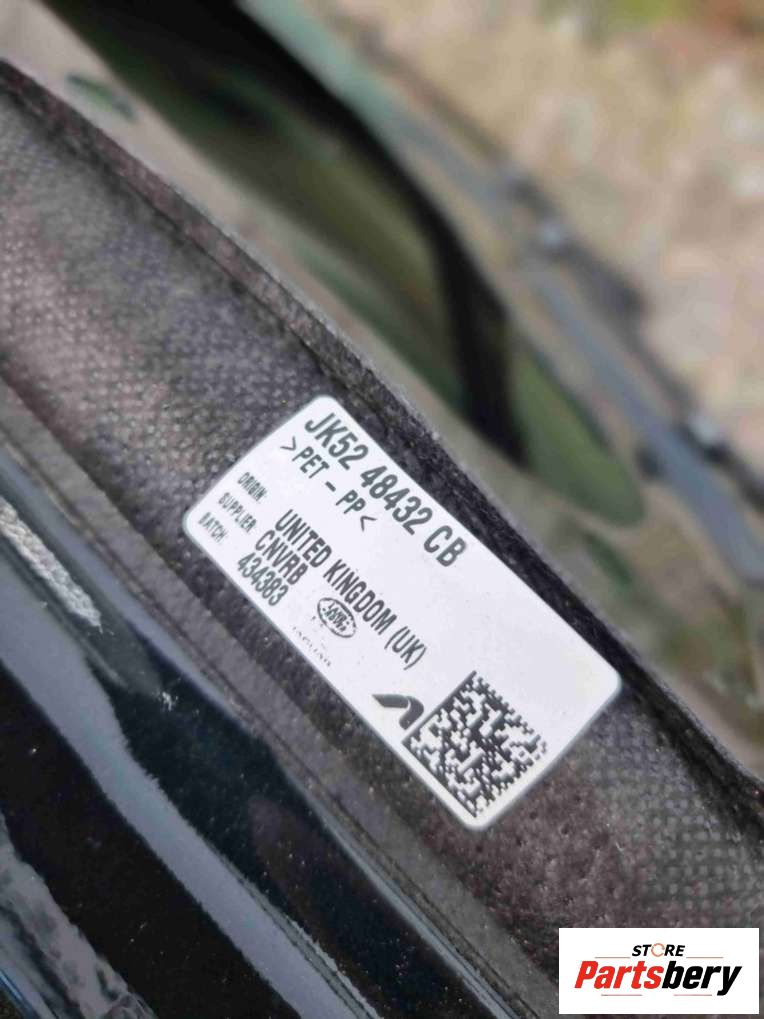 JK52 48432 CB
>PET - PP<
ORIGIN: UNITED KINGDOM (UK)
SUPPLIER: CNVRB
BATCH: 434383
JAGUAR
STORE
Partsbery